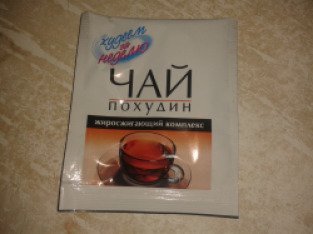 худеем
за
неделю
ЧАЙ
ПОХУДИН
жиросжигающий комплекс